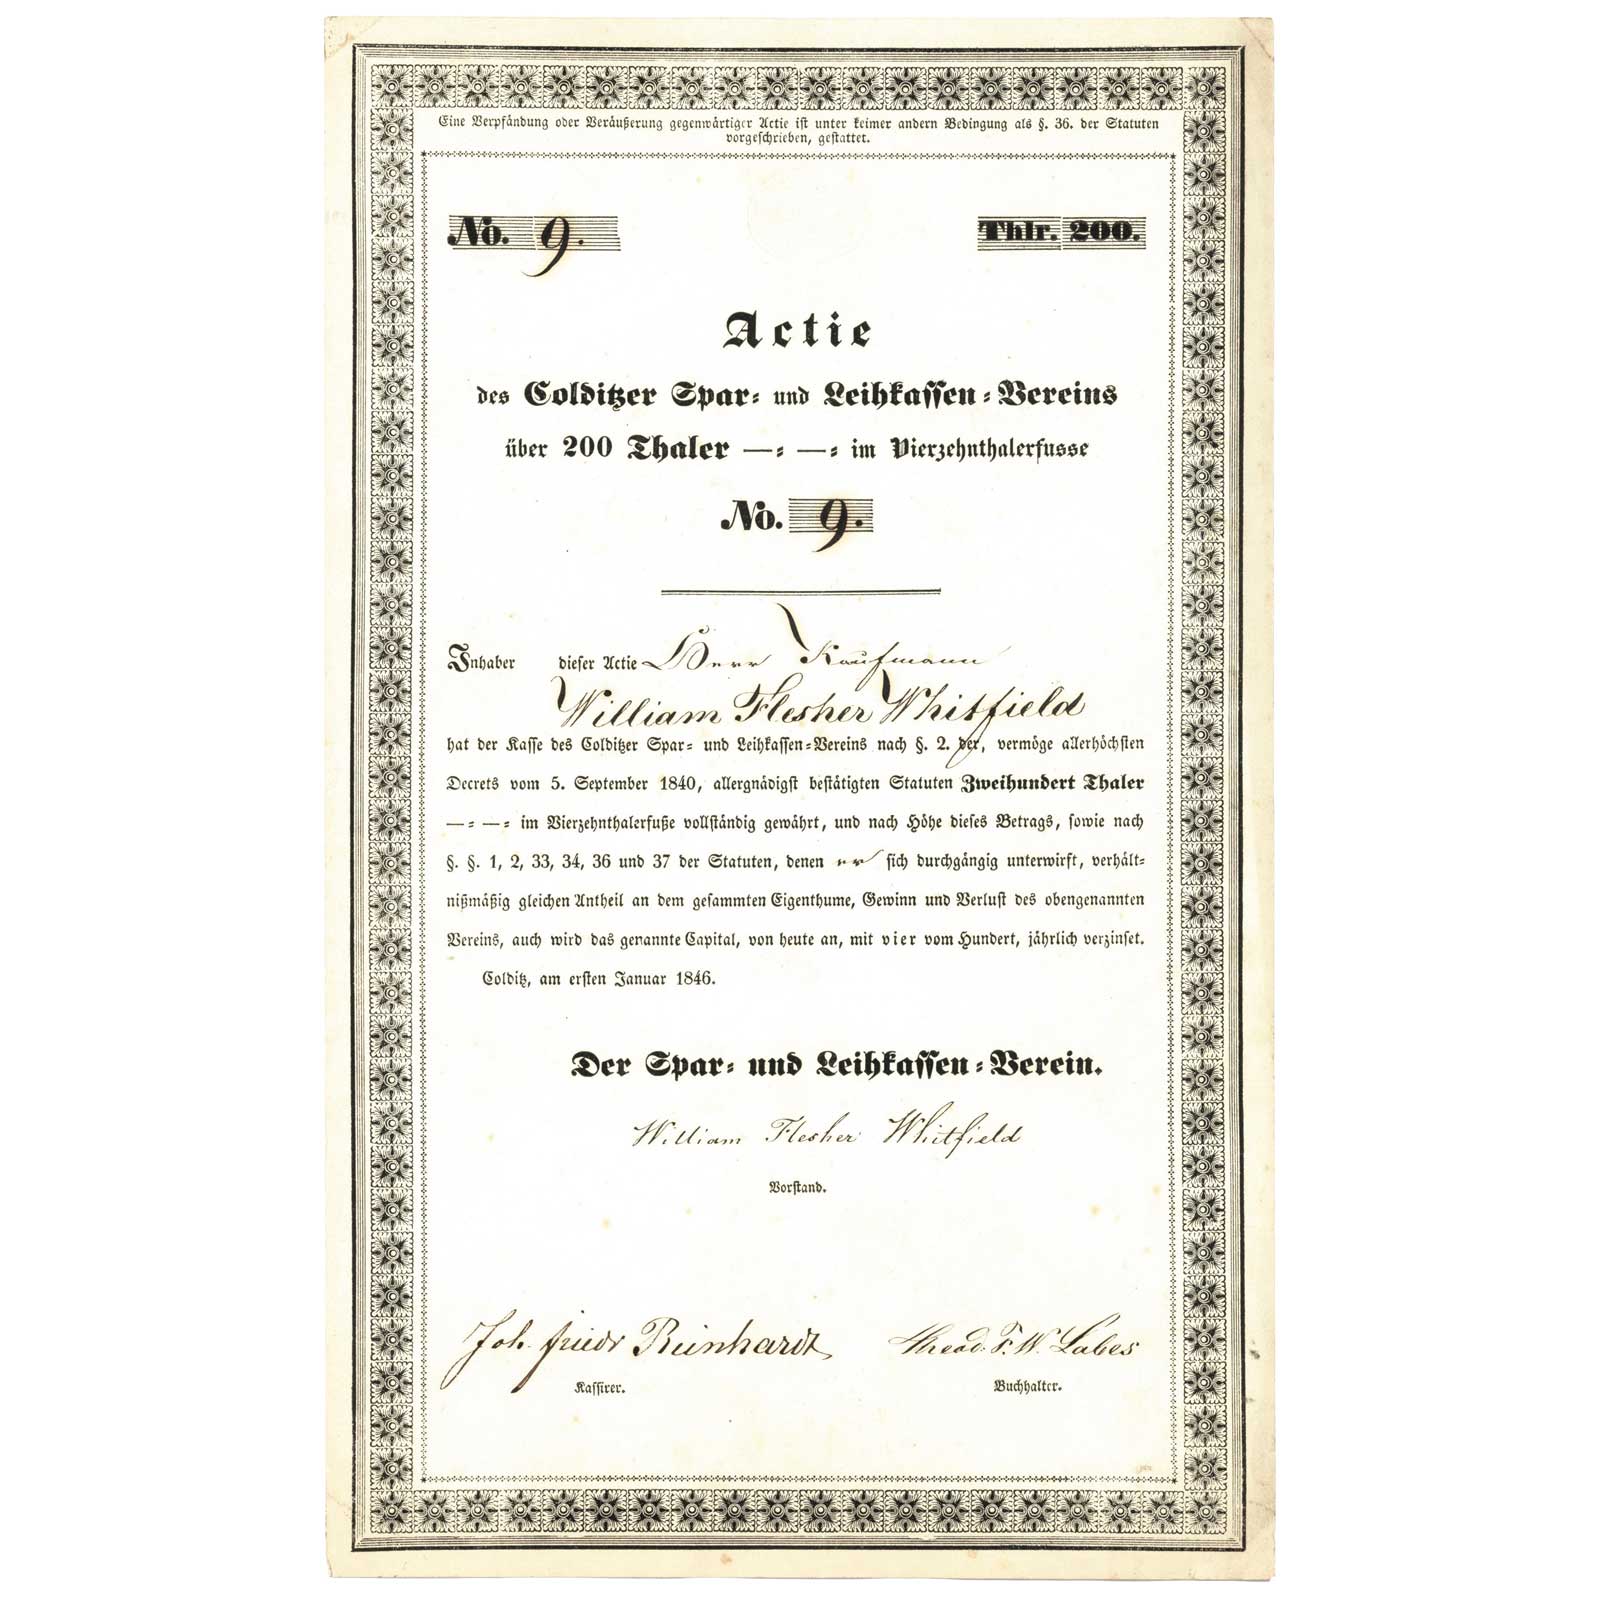 Eine Verpfändung oder Veräußerung gegenwärtiger Actie ist unter keiner andern Bedingung als §. 36. der Statuten
vorgeschrieben, gestattet.
No. 9. Thlr. 200.
Actie
des Colditzer Spar- und Leihkassen-Vereins
über 200 Thaler —:—: im Vierzehnthalerfusse
No. 9.
Inhaber dieser Actie Herr Kaufmann
William Flesher Whitfield
hat der Kasse des Colditzer Spar- und Leihkassen-Vereins nach §. 2. der, vermöge allerhöchsten
Decrets vom 5. September 1840, allergnädigst bestätigten Statuten Zweihundert Thaler
—:—: im Vierzehnthalerfuße vollständig gewährt, und nach Höhe dieses Betrags, sowie nach
§. §. 1, 2, 33, 34, 36 und 37 der Statuten, denen er sich durchgängig unterwirft, verhält-
nißmäßig gleichen Antheil an dem gesammten Eigenthume, Gewinn und Verlust des obengenannten
Vereins, auch wird das genannte Capital, von heute an, mit vier vom Hundert, jährlich verzinset.
Colditz, am ersten Januar 1846.
Der Spar- und Leihkassen-Verein.
William Flesher Whitfield
Vorstand.
Joh. Friedr Reinhardt Theod. F. W. Labes
Kassirer. Buchhalter.